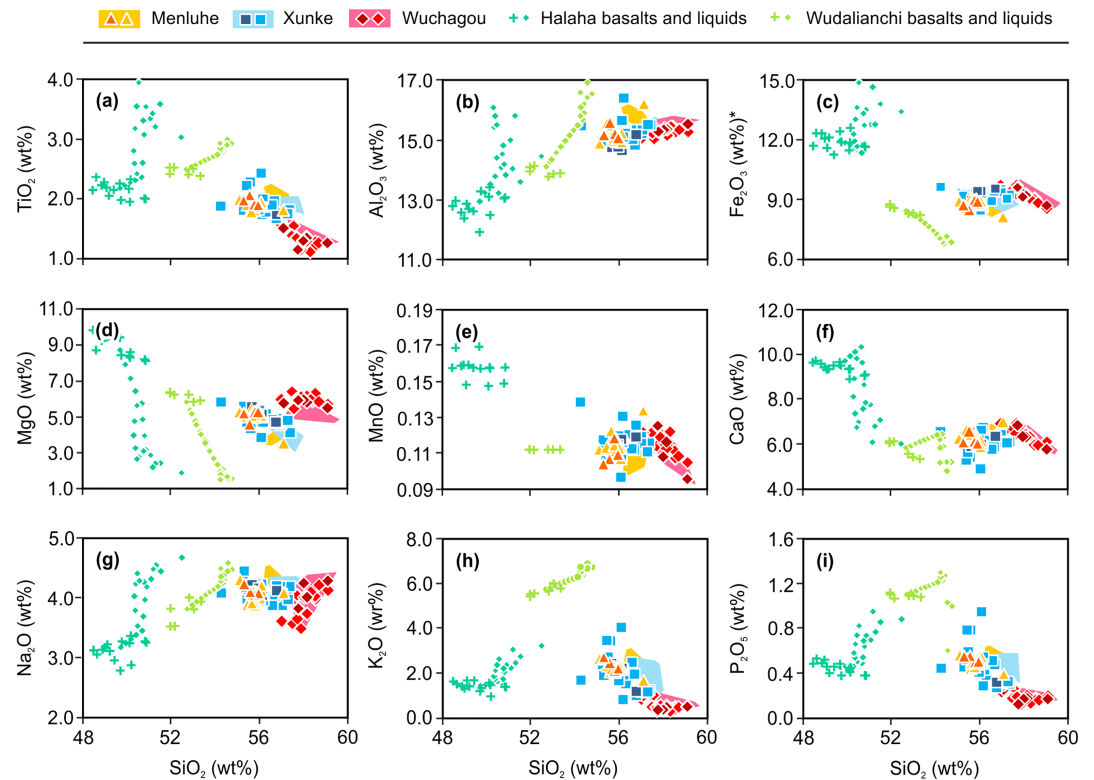 Menluhe Xunke Wuchagou Halaha basalts and liquids Wudalianchi basalts and liquids
4.0 3.0 2.0 1.0
TiO₂ (wt%)
(a)
17.0 15.0 13.0 11.0
Al₂O₃ (wt%)
(b)
15.0 12.0 9.0 6.0
Fe₂O₃ (wt%)*
(c)
11.0 9.0 7.0 5.0 3.0 1.0
MgO (wt%)
(d)
0.19 0.17 0.15 0.13 0.11 0.09
MnO (wt%)
(e)
12.0 10.0 8.0 6.0 4.0
CaO (wt%)
(f)
5.0 4.0 3.0 2.0
Na₂O (wt%)
(g)
8.0 6.0 4.0 2.0 0.0
K₂O (wr%)
(h)
1.6 1.2 0.8 0.4 0.0
P₂O₅ (wt%)
(i)
48 52 56 60
48 52 56 60
48 52 56 60
SiO₂ (wt%)
SiO₂ (wt%)
SiO₂ (wt%)